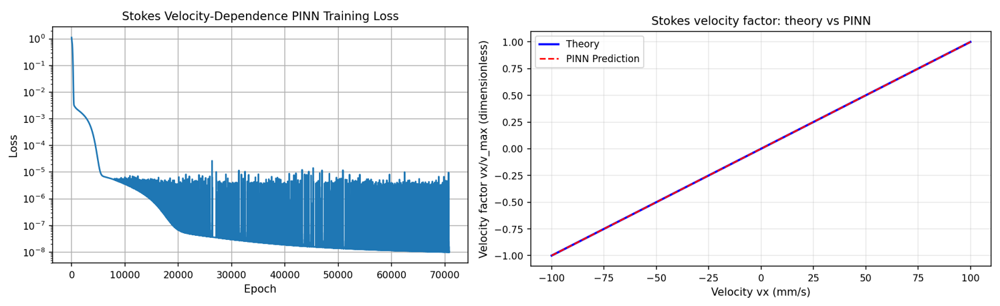 Stokes Velocity-Dependence PINN Training Loss
Loss
10⁰
10⁻¹
10⁻²
10⁻³
10⁻⁴
10⁻⁵
10⁻⁶
10⁻⁷
10⁻⁸
0 10000 20000 30000 40000 50000 60000 70000
Epoch
Stokes velocity factor: theory vs PINN
Theory
PINN Prediction
Velocity factor vx/v_max (dimensionless)
1.00
0.75
0.50
0.25
0.00
−0.25
−0.50
−0.75
−1.00
−100 −75 −50 −25 0 25 50 75 100
Velocity vx (mm/s)